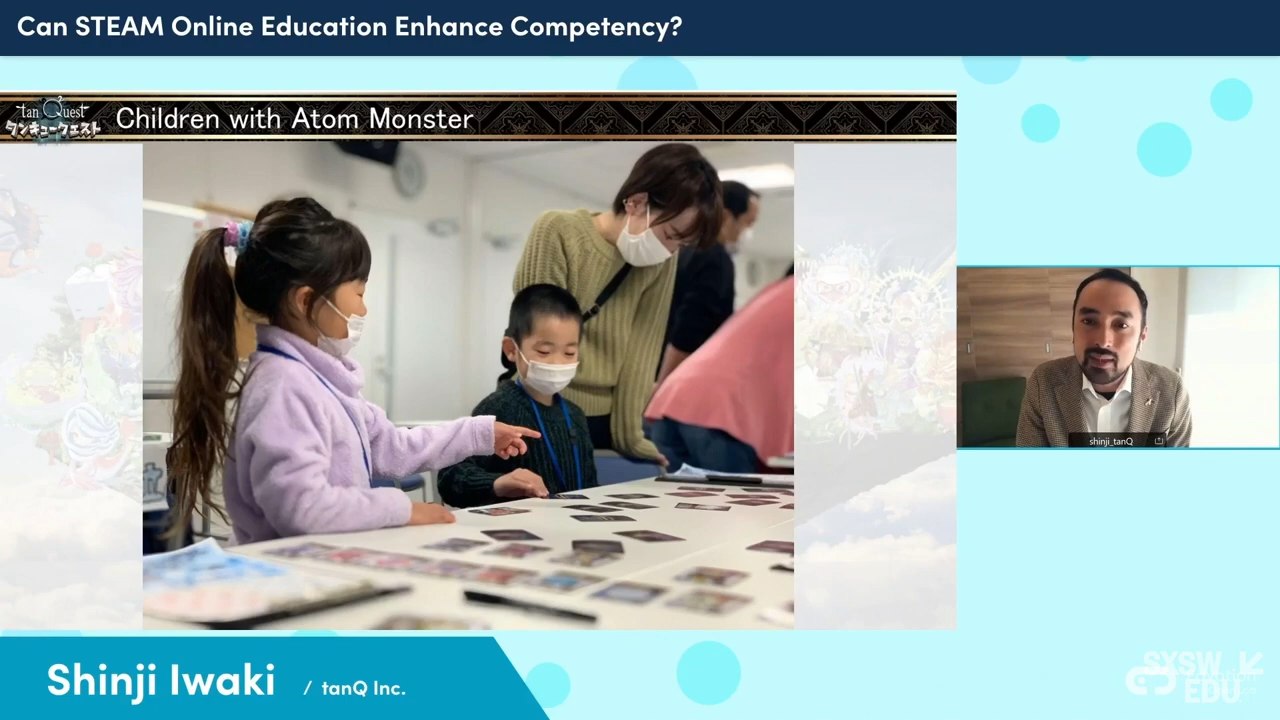 Can STEAM Online Education Enhance Competency?
tanQuest
タンキュークエスト
Children with Atom Monster
shinji_tanQ
Shinji Iwaki / tanQ Inc.
SXSW
EDU